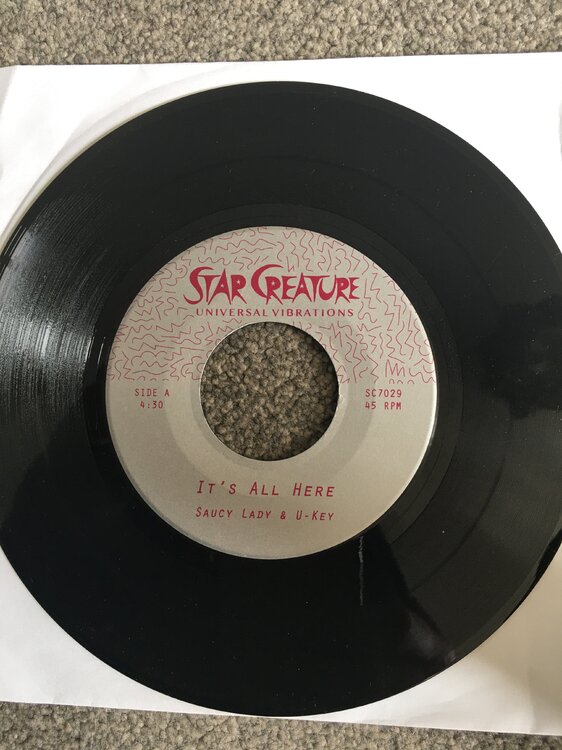 STAR CREATURE
UNIVERSAL VIBRATIONS
SIDE A
4:30
SC7029
45 RPM
IT'S ALL HERE
SAUCY LADY & U-KEY